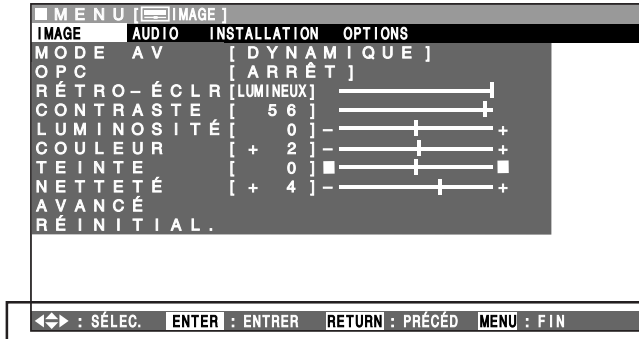 MENU [IMAGE]
IMAGE AUDIO INSTALLATION OPTIONS
MODE AV [DYNAMIQUE]
OPC [ARRÊT]
RÉTRO-ÉCLR [LUMINEUX]
CONTRASTE [ 56]
LUMINOSITÉ [ 0] - +
COULEUR [+ 2] - +
TEINTE [ 0]
NETTETÉ [+ 4] - +
AVANCÉ
RÉINITIAL.
: SÉLEC. ENTER : ENTRER RETURN : PRÉCÉD MENU : FIN